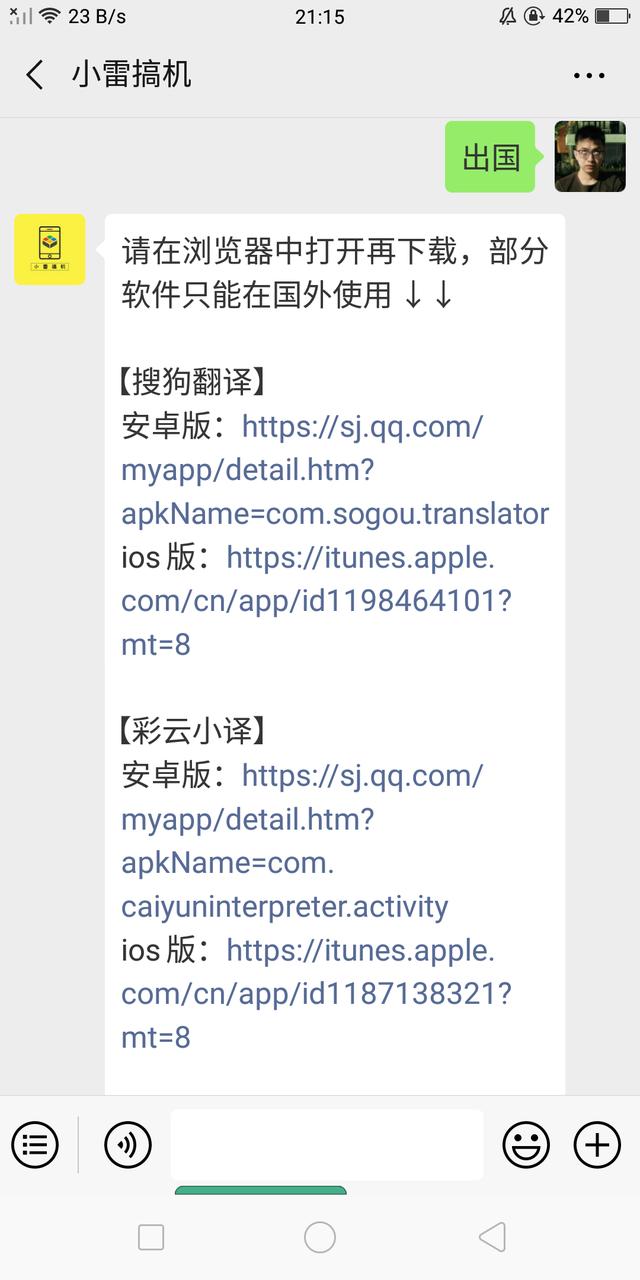 23 B/s
21:15
42%
小雷搞机
出国
请在浏览器中打开再下载，部分
软件只能在国外使用 ↓ ↓
【搜狗翻译】
安卓版：https://sj.qq.com/
myapp/detail.htm?
apkName=com.sogou.translator
ios 版：https://itunes.apple.
com/cn/app/id1198464101?
mt=8
【彩云小译】
安卓版：https://sj.qq.com/
myapp/detail.htm?
apkName=com.
caiyuninterpreter.activity
ios 版：https://itunes.apple.
com/cn/app/id1187138321?
mt=8
小雷搞机